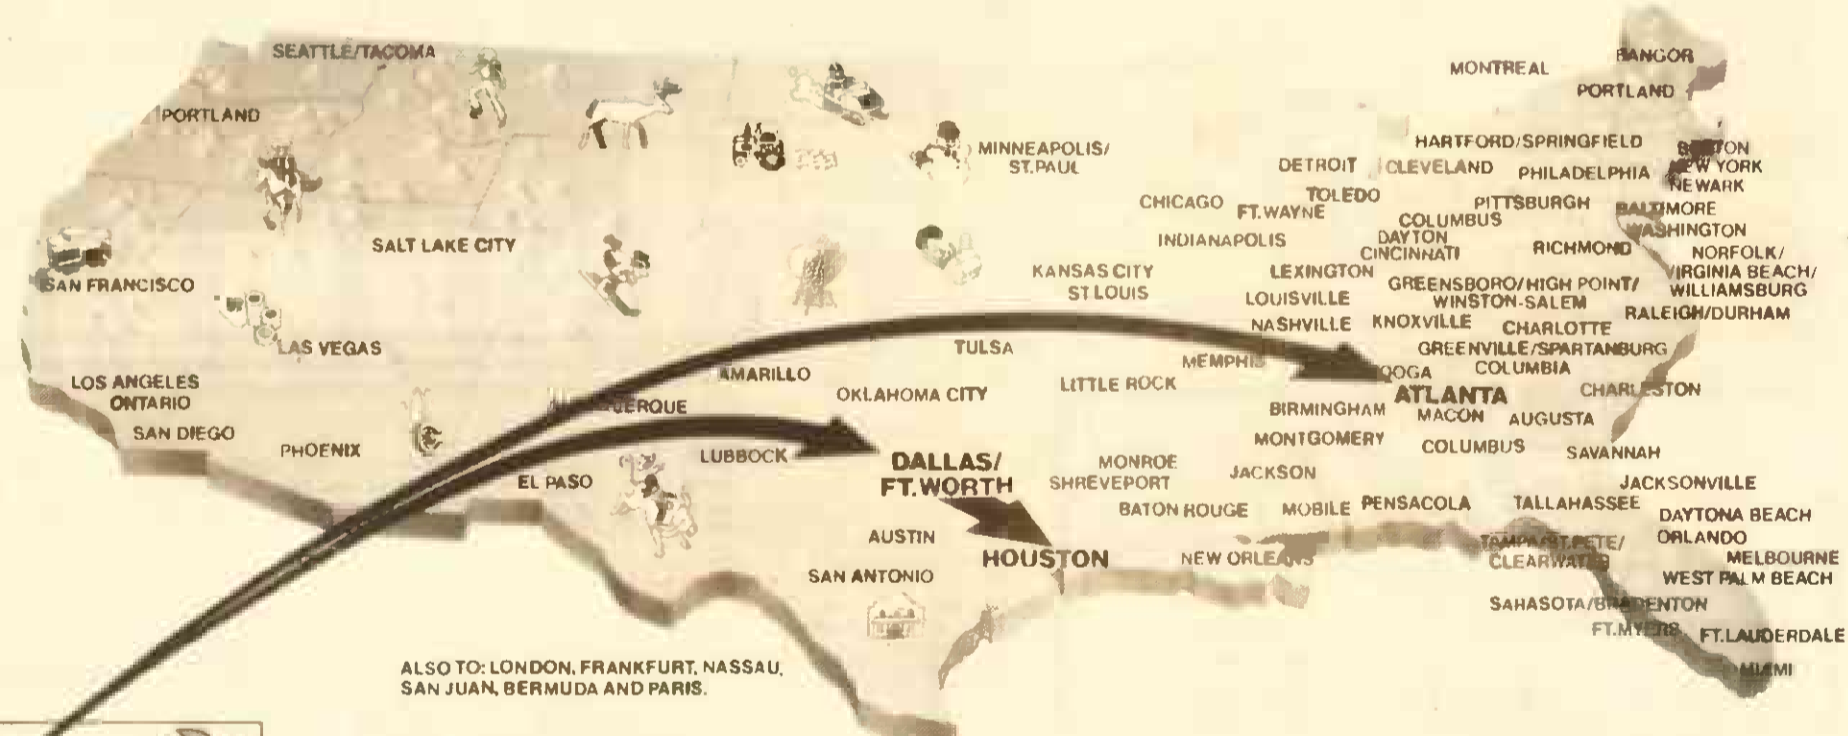 SEATTLE/TACOMA
PORTLAND
SAN FRANCISCO
SALT LAKE CITY
LAS VEGAS
LOS ANGELES
ONTARIO
SAN DIEGO
PHOENIX
EL PASO
LUBBOCK
AMARILLO
TULSA
OKLAHOMA CITY
DALLAS/
FT.WORTH
AUSTIN
SAN ANTONIO
HOUSTON
MINNEAPOLIS/
ST.PAUL
CHICAGO
FT.WAYNE
INDIANAPOLIS
KANSAS CITY
ST LOUIS
LITTLE ROCK
MEMPHIS
MONROE
SHREVEPORT
BATON ROUGE
JACKSON
NEW ORLEANS
MOBILE
PENSACOLA
TALLAHASSEE
MONTREAL
BANGOR
PORTLAND
HARTFORD/SPRINGFIELD
BOSTON
NEW YORK
NEWARK
DETROIT
CLEVELAND
PHILADELPHIA
TOLEDO
PITTSBURGH
BALTIMORE
COLUMBUS
WASHINGTON
DAYTON
CINCINNATI
RICHMOND
NORFOLK/
VIRGINIA BEACH/
WILLIAMSBURG
LEXINGTON
GREENSBORO/HIGH POINT/
WINSTON-SALEM
LOUISVILLE
RALEIGH/DURHAM
NASHVILLE
KNOXVILLE
CHARLOTTE
GREENVILLE/SPARTANBURG
COLUMBIA
ATLANTA
CHARLESTON
BIRMINGHAM
MACON
AUGUSTA
MONTGOMERY
COLUMBUS
SAVANNAH
JACKSONVILLE
DAYTONA BEACH
ORLANDO
TAMPA/ST.PETE/
CLEARWATER
MELBOURNE
WEST PALM BEACH
SAHASOTA/BRADENTON
FT.MYERS
FT.LAUDERDALE
MIAMI
ALSO TO: LONDON, FRANKFURT, NASSAU,
SAN JUAN, BERMUDA AND PARIS.